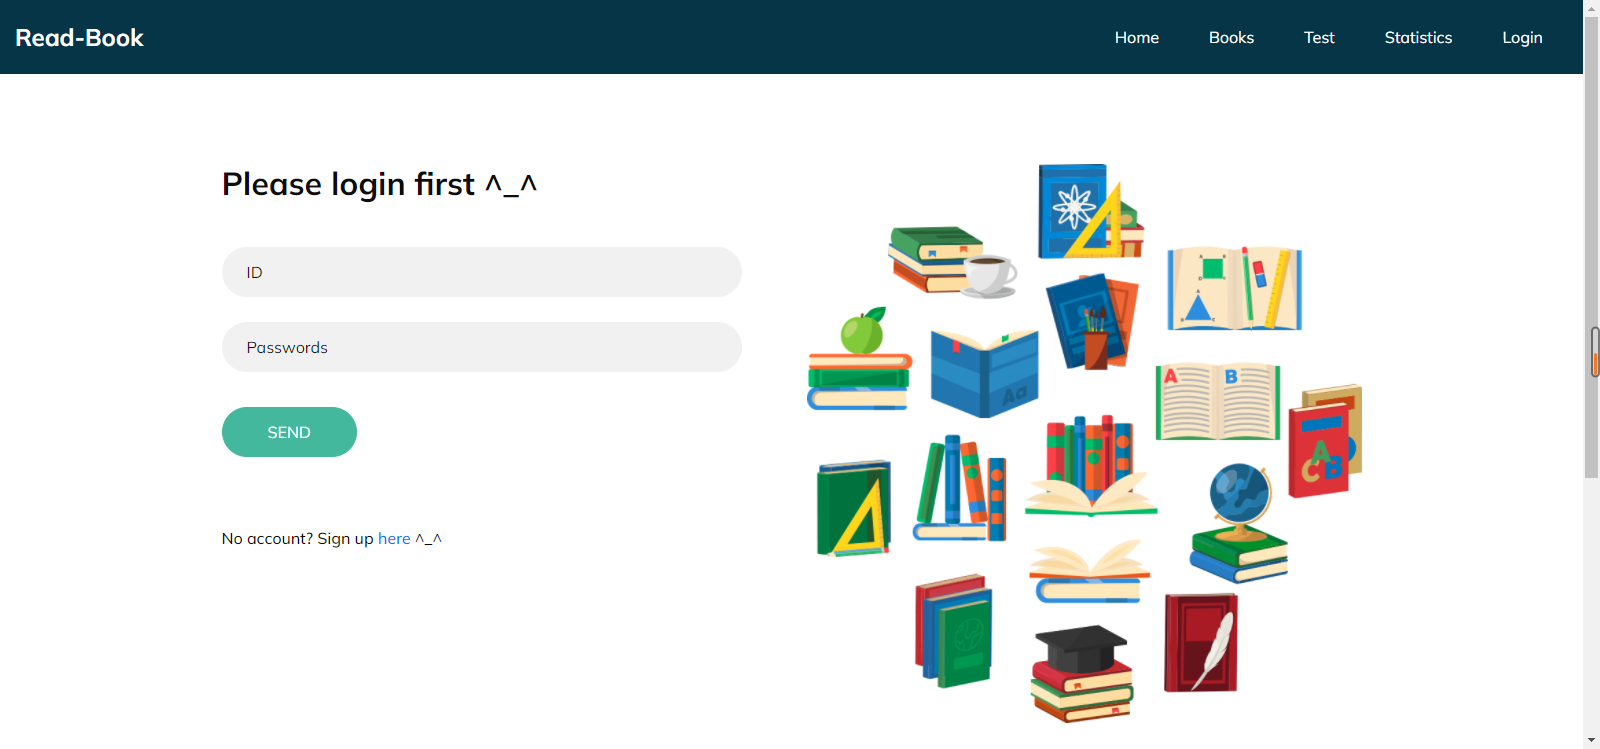 Read-Book
Home Books Test Statistics Login
Please login first ^_^
ID
Passwords
SEND
No account? Sign up here ^_^
Aa
A B
A
B
C